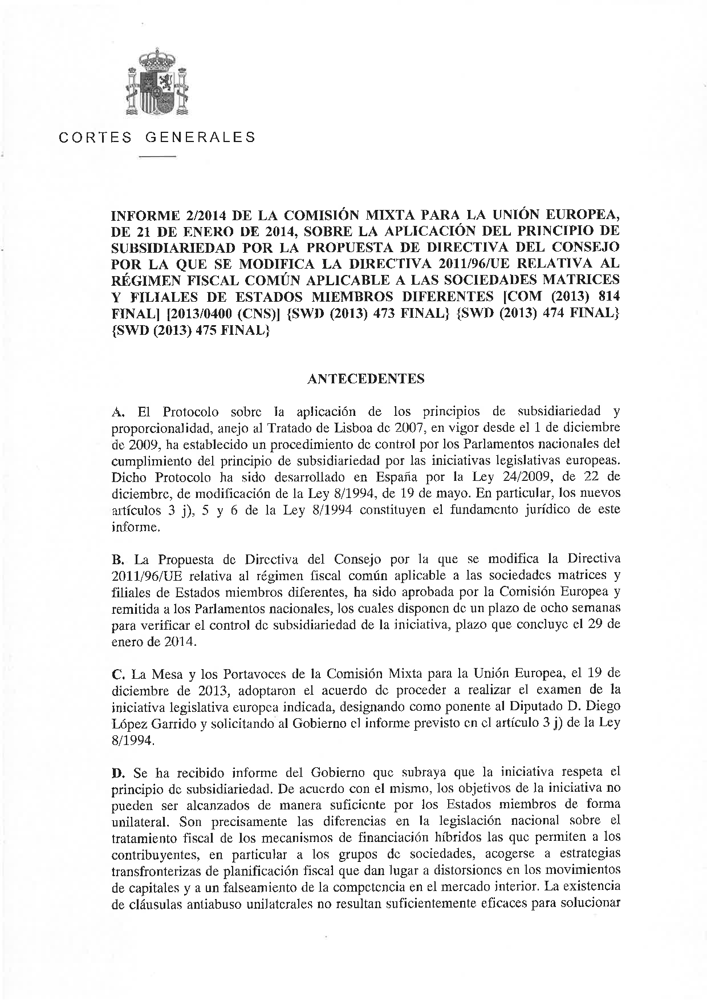 CORTES GENERALES
INFORME 2/2014 DE LA COMISIÓN MIXTA PARA LA UNIÓN EUROPEA,
DE 21 DE ENERO DE 2014, SOBRE LA APLICACIÓN DEL PRINCIPIO DE
SUBSIDIARIEDAD POR LA PROPUESTA DE DIRECTIVA DEL CONSEJO
POR LA QUE SE MODIFICA LA DIRECTIVA 2011/96/UE RELATIVA AL
RÉGIMEN FISCAL COMÚN APLICABLE A LAS SOCIEDADES MATRICES
Y FILIALES DE ESTADOS MIEMBROS DIFERENTES [COM (2013) 814
FINAL] [2013/0400 (CNS)] {SWD (2013) 473 FINAL} {SWD (2013) 474 FINAL}
{SWD (2013) 475 FINAL}
ANTECEDENTES
A. El Protocolo sobre la aplicación de los principios de subsidiariedad y
proporcionalidad, anejo al Tratado de Lisboa de 2007, en vigor desde el 1 de diciembre
de 2009, ha establecido un procedimiento de control por los Parlamentos nacionales del
cumplimiento del principio de subsidiariedad por las iniciativas legislativas europeas.
Dicho Protocolo ha sido desarrollado en España por la Ley 24/2009, de 22 de
diciembre, de modificación de la Ley 8/1994, de 19 de mayo. En particular, los nuevos
artículos 3 j), 5 y 6 de la Ley 8/1994 constituyen el fundamento jurídico de este
informe.
B. La Propuesta de Directiva del Consejo por la que se modifica la Directiva
2011/96/UE relativa al régimen fiscal común aplicable a las sociedades matrices y
filiales de Estados miembros diferentes, ha sido aprobada por la Comisión Europea y
remitida a los Parlamentos nacionales, los cuales disponen de un plazo de ocho semanas
para verificar el control de subsidiariedad de la iniciativa, plazo que concluye el 29 de
enero de 2014.
C. La Mesa y los Portavoces de la Comisión Mixta para la Unión Europea, el 19 de
diciembre de 2013, adoptaron el acuerdo de proceder a realizar el examen de la
iniciativa legislativa europea indicada, designando como ponente al Diputado D. Diego
López Garrido y solicitando al Gobierno el informe previsto en el artículo 3 j) de la Ley
8/1994.
D. Se ha recibido informe del Gobierno que subraya que la iniciativa respeta el
principio de subsidiariedad. De acuerdo con el mismo, los objetivos de la iniciativa no
pueden ser alcanzados de manera suficiente por los Estados miembros de forma
unilateral. Son precisamente las diferencias en la legislación nacional sobre el
tratamiento fiscal de los mecanismos de financiación híbridos las que permiten a los
contribuyentes, en particular a los grupos de sociedades, acogerse a estrategias
transfronterizas de planificación fiscal que dan lugar a distorsiones en los movimientos
de capitales y a un falseamiento de la competencia en el mercado interior. La existencia
de cláusulas antiabuso unilaterales no resultan suficientemente eficaces para solucionar